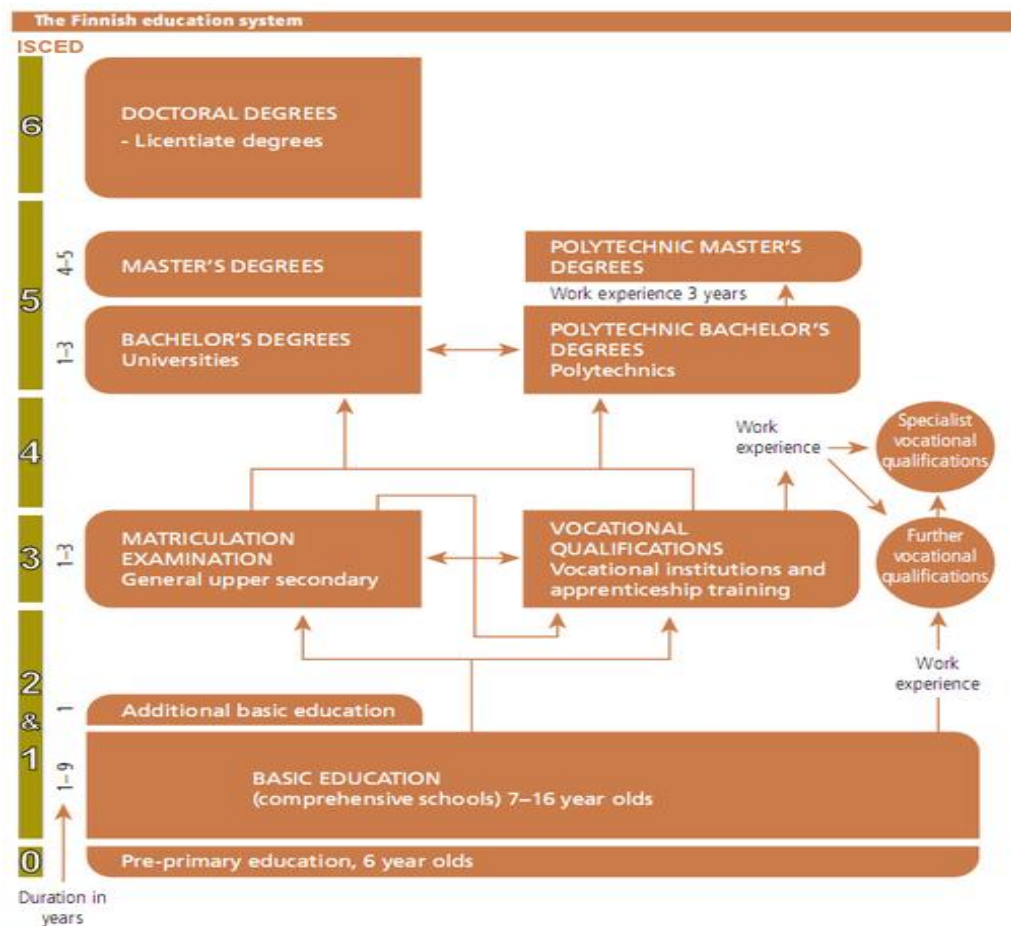 The Finnish education system
ISCED
6
DOCTORAL DEGREES
- Licentiate degrees
5
4–5
MASTER'S DEGREES
POLYTECHNIC MASTER'S
DEGREES
Work experience 3 years
1–3
BACHELOR'S DEGREES
Universities
POLYTECHNIC BACHELOR'S
DEGREES
Polytechnics
4
Work
experience
Specialist
vocational
qualifications
3
1–3
MATRICULATION
EXAMINATION
General upper secondary
VOCATIONAL
QUALIFICATIONS
Vocational institutions and
apprenticeship training
Further
vocational
qualifications
Work
experience
2
&
1
1
Additional basic education
1–9
BASIC EDUCATION
(comprehensive schools) 7–16 year olds
0
Pre-primary education, 6 year olds
Duration in
years